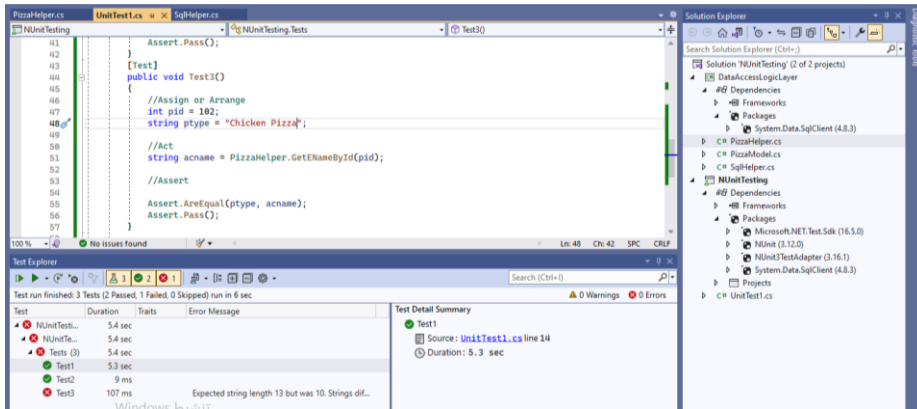 PizzaHelper.cs UnitTest1.cs SqlHelper.cs
NUnitTesting NUnitTesting.Tests Test3()
41 Assert.Pass();
42 }
43 [Test]
44 public void Test3()
45 {
46 //Assign or Arrange
47 int pid = 102;
48 string ptype = "Chicken Pizza";
49
50 //Act
51 string acname = PizzaHelper.GetENameById(pid);
52
53 //Assert
54
55 Assert.AreEqual(ptype, acname);
56 Assert.Pass();
57 }
100 % No issues found Ln: 48 Ch: 42 SPC CRLF
Test Explorer
3 2 1 Search (Ctrl+I)
Test run finished: 3 Tests (2 Passed, 1 Failed, 0 Skipped) run in 6 sec 0 Warnings 0 Errors
Test Duration Traits Error Message
NUnitTesti... 5.4 sec
NUnitTe... 5.4 sec
Tests (3) 5.4 sec
Test1 5.3 sec
Test2 9 ms
Test3 107 ms Expected string length 13 but was 10. Strings dif...
Test Detail Summary
Test1
Source: UnitTest1.cs line 14
Duration: 5.3 sec
Solution Explorer
Search Solution Explorer (Ctrl+;)
Solution 'NUnitTesting' (2 of 2 projects)
DataAccessLogicLayer
Dependencies
Frameworks
Packages
System.Data.SqlClient (4.8.3)
C# PizzaHelper.cs
C# PizzaModel.cs
C# SqlHelper.cs
NUnitTesting
Dependencies
Frameworks
Packages
Microsoft.NET.Test.Sdk (16.5.0)
NUnit (3.12.0)
NUnit3TestAdapter (3.16.1)
System.Data.SqlClient (4.8.3)
Projects
C# UnitTest1.cs